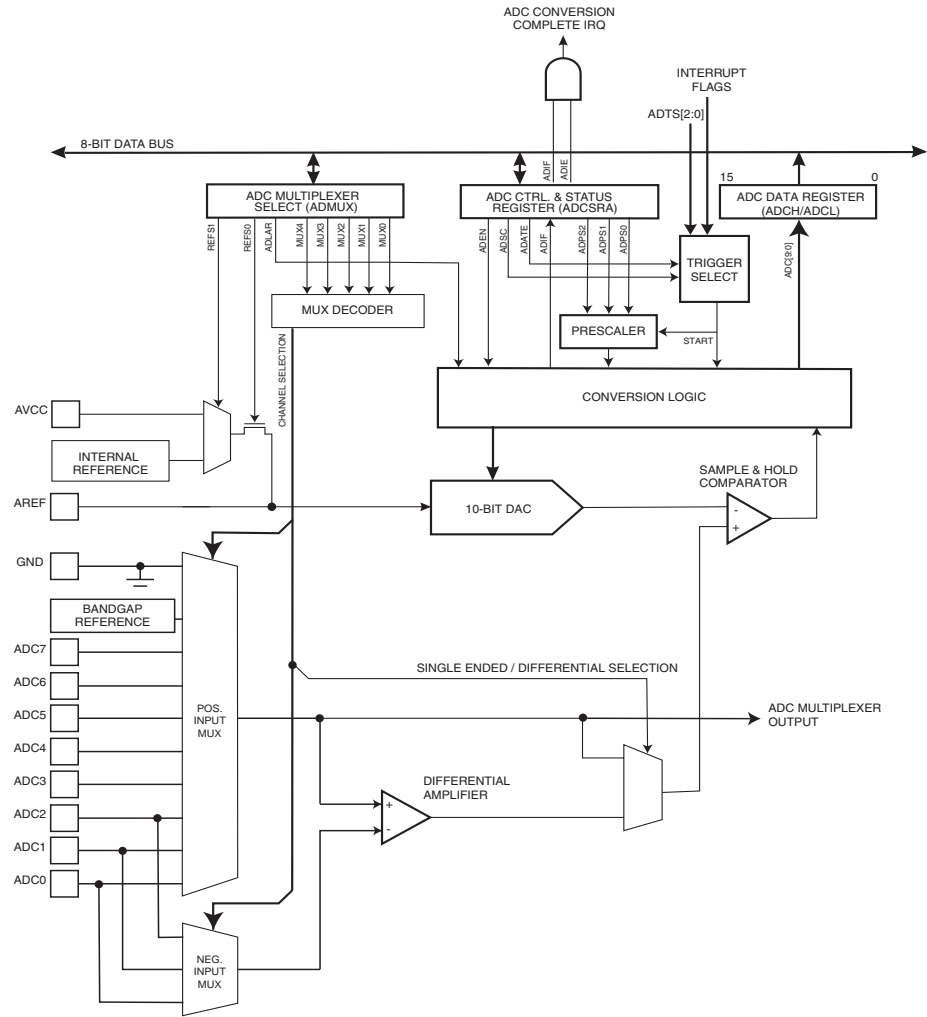 ADC CONVERSION
COMPLETE IRQ
INTERRUPT
FLAGS
ADTS[2:0]
8-BIT DATA BUS
ADIF
ADIE
15
0
ADC MULTIPLEXER
SELECT (ADMUX)
ADC CTRL. & STATUS
REGISTER (ADCSRA)
ADC DATA REGISTER
(ADCH/ADCL)
REFS1
REFS0
ADLAR
MUX4
MUX3
MUX2
MUX1
MUX0
ADEN
ADSC
ADATE
ADIF
ADPS2
ADPS1
ADPS0
TRIGGER
SELECT
ADC[9:0]
MUX DECODER
PRESCALER
START
CHANNEL SELECTION
CONVERSION LOGIC
AVCC
INTERNAL
REFERENCE
SAMPLE & HOLD
COMPARATOR
AREF
10-BIT DAC
-
+
GND
BANDGAP
REFERENCE
ADC7
SINGLE ENDED / DIFFERENTIAL SELECTION
ADC6
ADC5
POS.
INPUT
MUX
ADC MULTIPLEXER
OUTPUT
ADC4
ADC3
DIFFERENTIAL
AMPLIFIER
+
-
ADC2
ADC1
ADC0
NEG.
INPUT
MUX